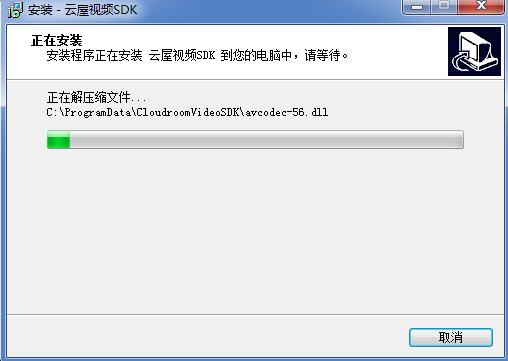 安装 - 云屋视频SDK
正在安装
安装程序正在安装 云屋视频SDK 到您的电脑中，请等待。
正在解压缩文件...
C:\ProgramData\CloudroomVideoSDK\avcodec-56.dll
取消